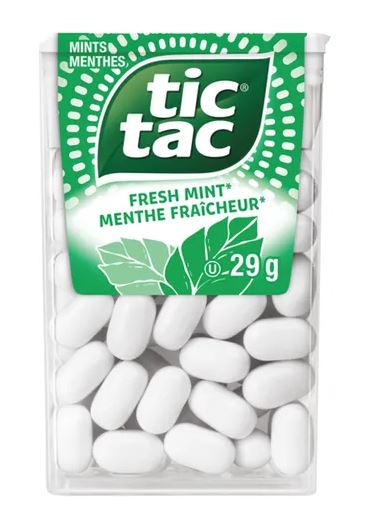 MINTS
MENTHES
tic®
tac
FRESH MINT*
MENTHE FRAÎCHEUR*
U 29 g